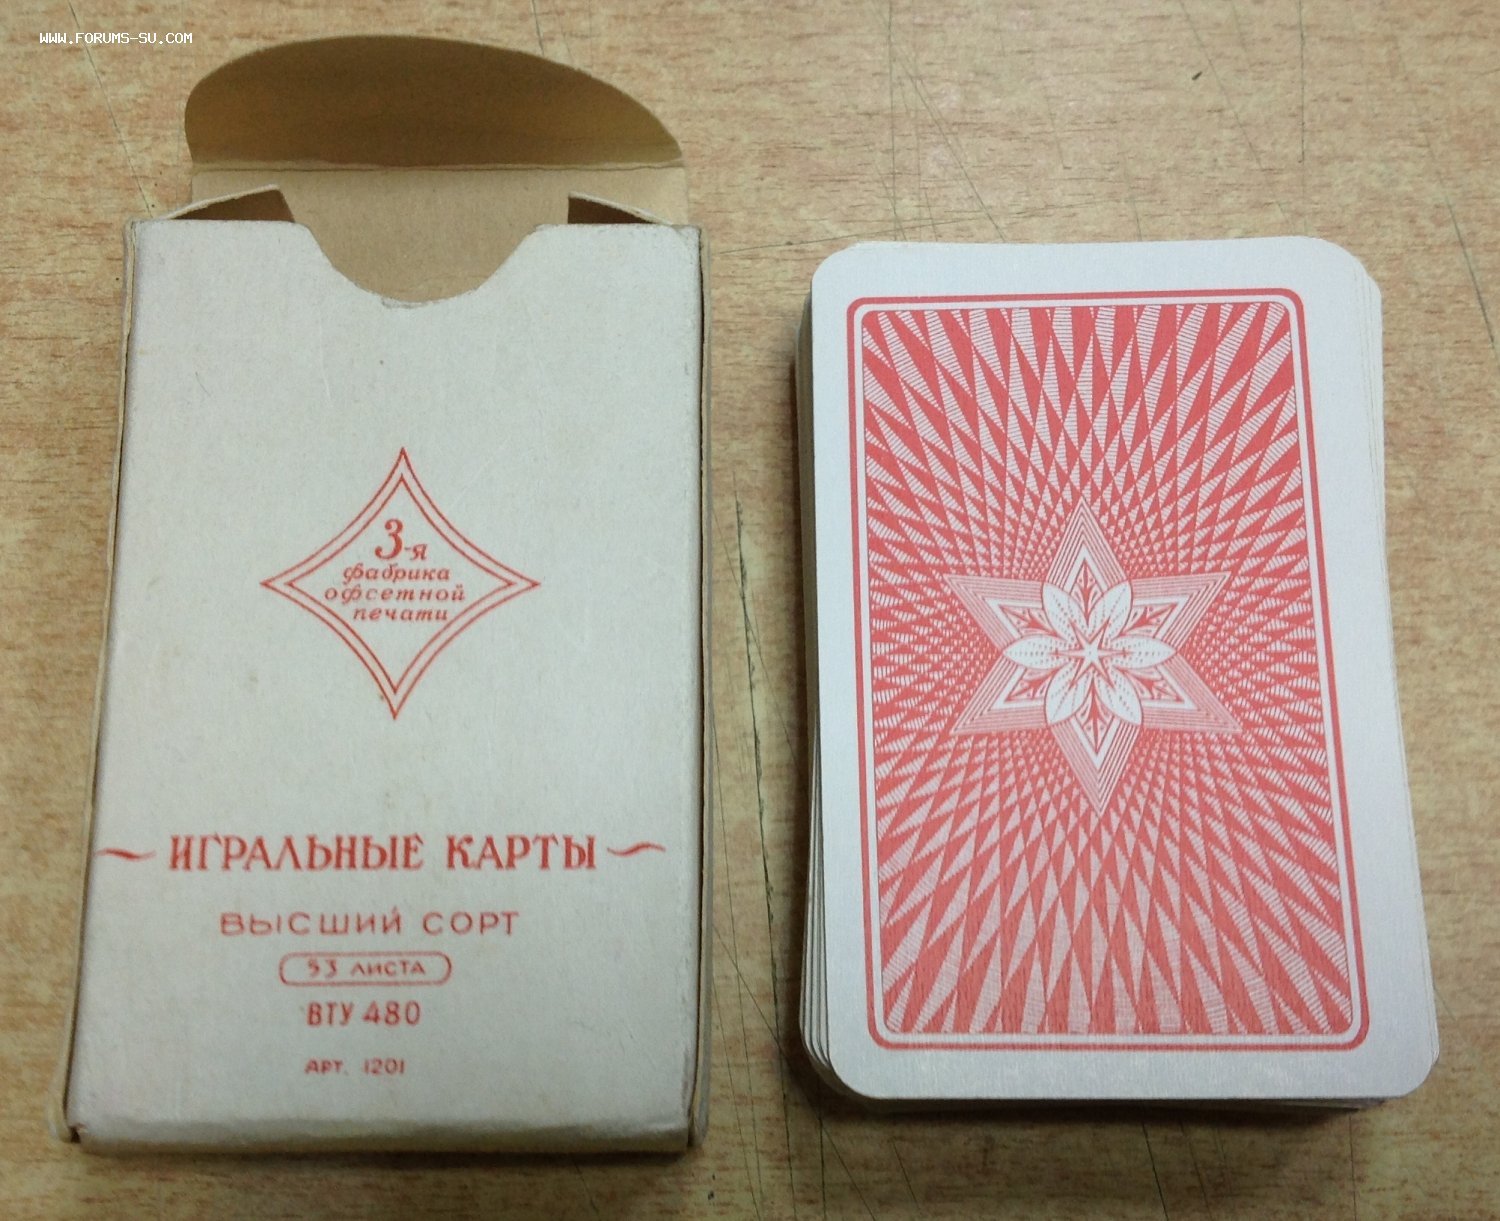 www.forums-su.com
3-я
фабрика
офсетной
печати
ИГРАЛЬНЫЕ КАРТЫ
ВЫСШИЙ СОРТ
53 ЛИСТА
ВТУ 480
АРТ. 1201